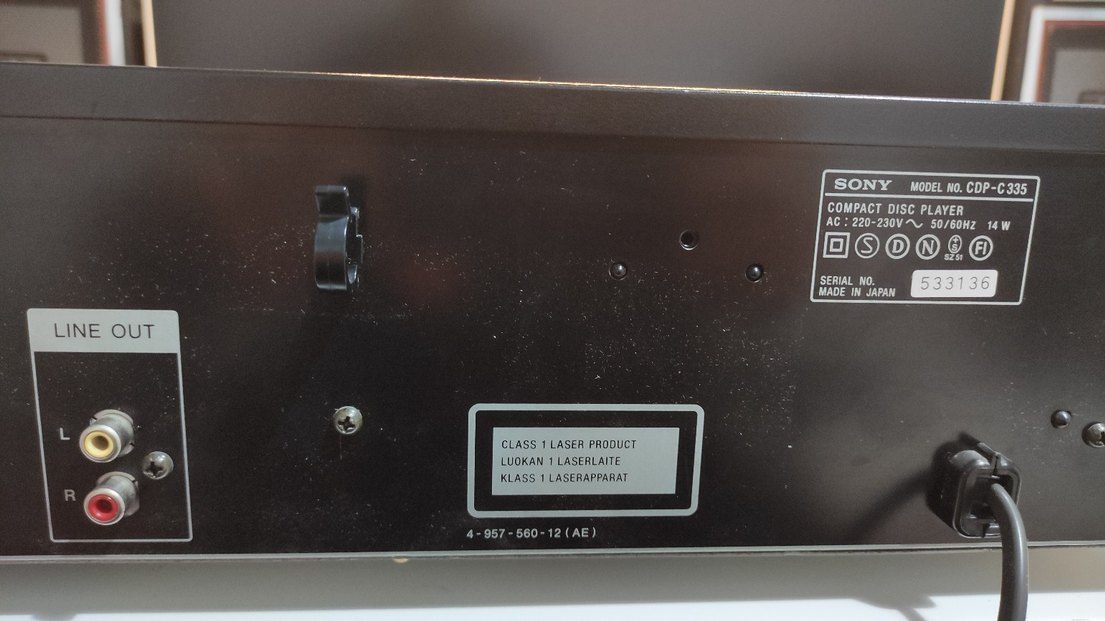 SONY MODEL NO. CDP-C335
COMPACT DISC PLAYER
AC : 220-230V~ 50/60HZ 14 W
S D N +S FI
SZ 51
SERIAL NO. 533136
MADE IN JAPAN
LINE OUT
L
R
CLASS 1 LASER PRODUCT
LUOKAN 1 LASERLAITE
KLASS 1 LASERAPPARAT
4-957-560-12 (AE)